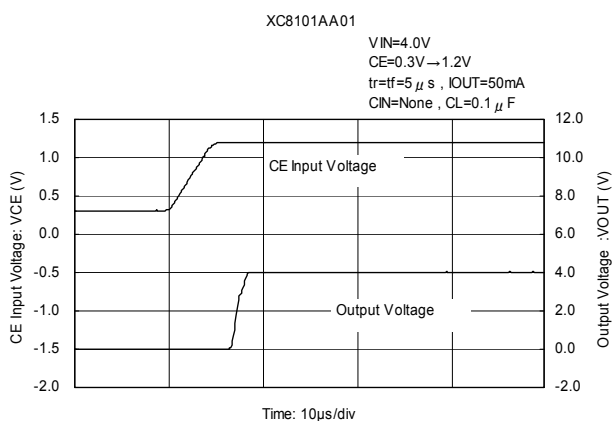 XC8101AA01
VIN=4.0V
CE=0.3V→1.2V
tr=tf=5 μ s , IOUT=50mA
CIN=None , CL=0.1 μ F
CE Input Voltage: VCE (V)
1.5
1.0
0.5
0.0
-0.5
-1.0
-1.5
-2.0
CE Input Voltage
Output Voltage
12.0
10.0
8.0
6.0
4.0
2.0
0.0
-2.0
Output Voltage :VOUT (V)
Time: 10μs/div